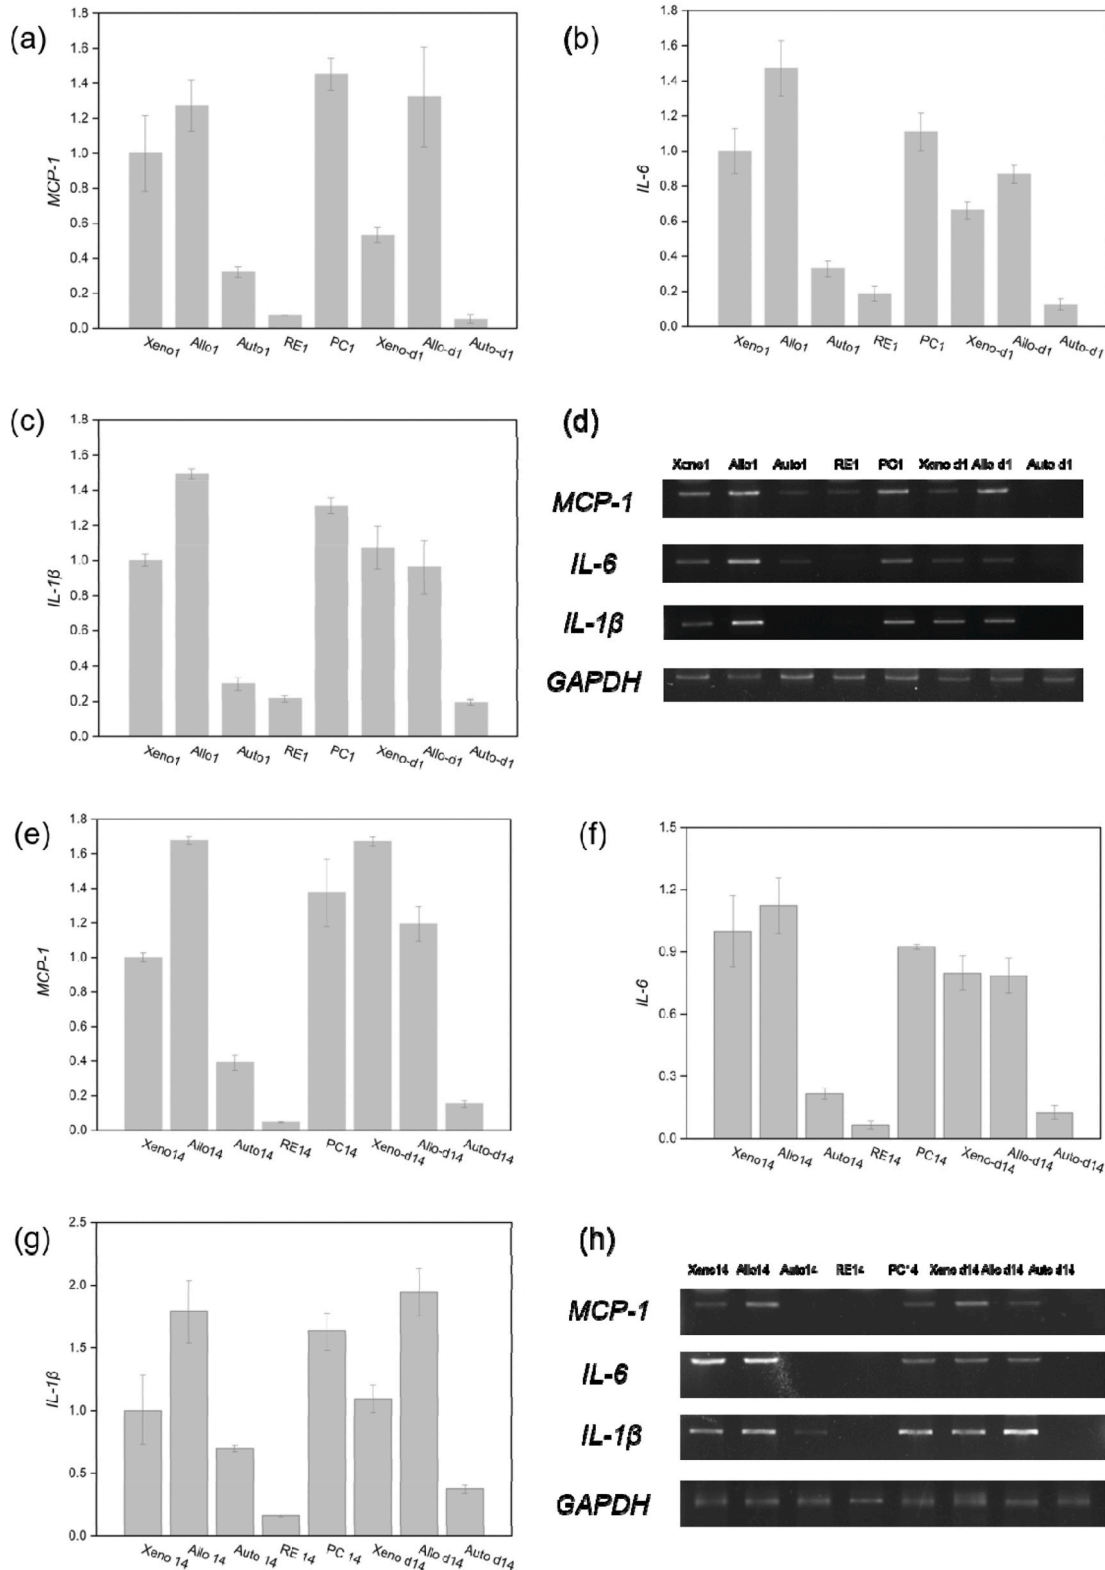 (a)
MCP-1
1.8
1.6
1.4
1.2
1.0
0.8
0.6
0.4
0.2
0.0
Xeno1 Allo1 Auto1 RE1 PC1 Xeno-d1 Allo-d1 Auto-d1
(b)
IL-6
1.8
1.6
1.4
1.2
1.0
0.8
0.6
0.4
0.2
0.0
Xeno1 Allo1 Auto1 RE1 PC1 Xeno-d1 Allo-d1 Auto-d1
(c)
IL-1β
1.8
1.6
1.4
1.2
1.0
0.8
0.6
0.4
0.2
0.0
Xeno1 Allo1 Auto1 RE1 PC1 Xeno-d1 Allo-d1 Auto-d1
(d)
Xeno1 Allo1 Auto1 RE1 PC1 Xeno d1 Allo d1 Auto d1
MCP-1
IL-6
IL-1β
GAPDH
(e)
MCP-1
1.8
1.6
1.4
1.2
1.0
0.8
0.6
0.4
0.2
0.0
Xeno14 Allo14 Auto14 RE14 PC14 Xeno-d14 Allo-d14 Auto-d14
(f)
IL-6
1.5
1.2
0.9
0.6
0.3
0.0
Xeno14 Allo14 Auto14 RE14 PC14 Xeno-d14 Allo-d14 Auto-d14
(g)
IL-1β
2.5
2.0
1.5
1.0
0.5
0.0
Xeno 14 Allo 14 Auto 14 RE 14 PC 14 Xeno d14 Allo d14 Auto d14
(h)
Xeno14 Allo14 Auto14 RE14 PC14 Xeno d14 Allo d14 Auto d14
MCP-1
IL-6
IL-1β
GAPDH